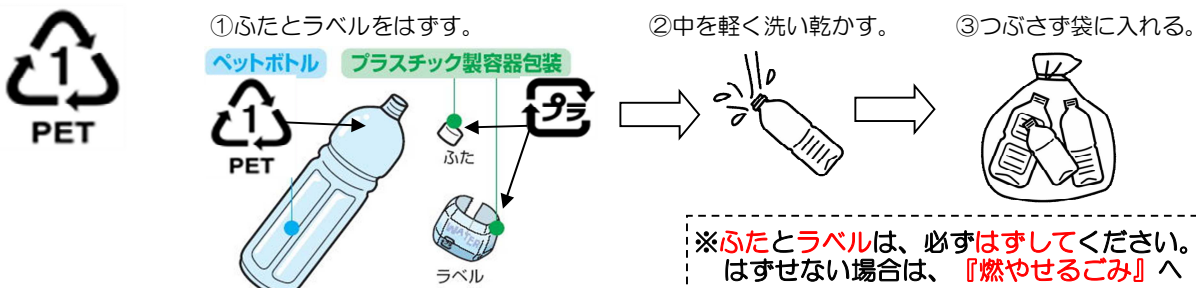 1
PET
①ふたとラベルをはずす。
②中を軽く洗い乾かす。
③つぶさず袋に入れる。
ペットボトル
プラスチック製容器包装
1
PET
プラ
ふた
WATER
ラベル
※ふたとラベルは、必ずはずしてください。
はずせない場合は、『燃やせるごみ』へ